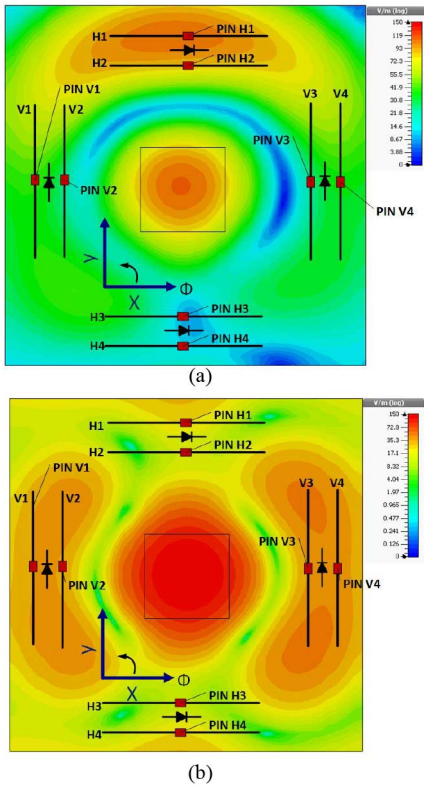 V/m (log)
150
119
92
72.0
55.5
41.9
30.8
21.8
14.6
8.67
3.88
0
H1
PIN H1
H2
PIN H2
PIN V1
V1
V2
PIN V2
V3
V4
PIN V3
PIN V4
y
X
Φ
H3
PIN H3
H4
PIN H4
(a)
V/m (log)
150
72.8
35.3
17.1
8.32
4.04
1.97
0.965
0.477
0.244
0.126
0
H1
PIN H1
H2
PIN H2
PIN V1
V1
V2
PIN V2
V3
V4
PIN V3
PIN V4
y
X
Φ
H3
PIN H3
H4
PIN H4
(b)